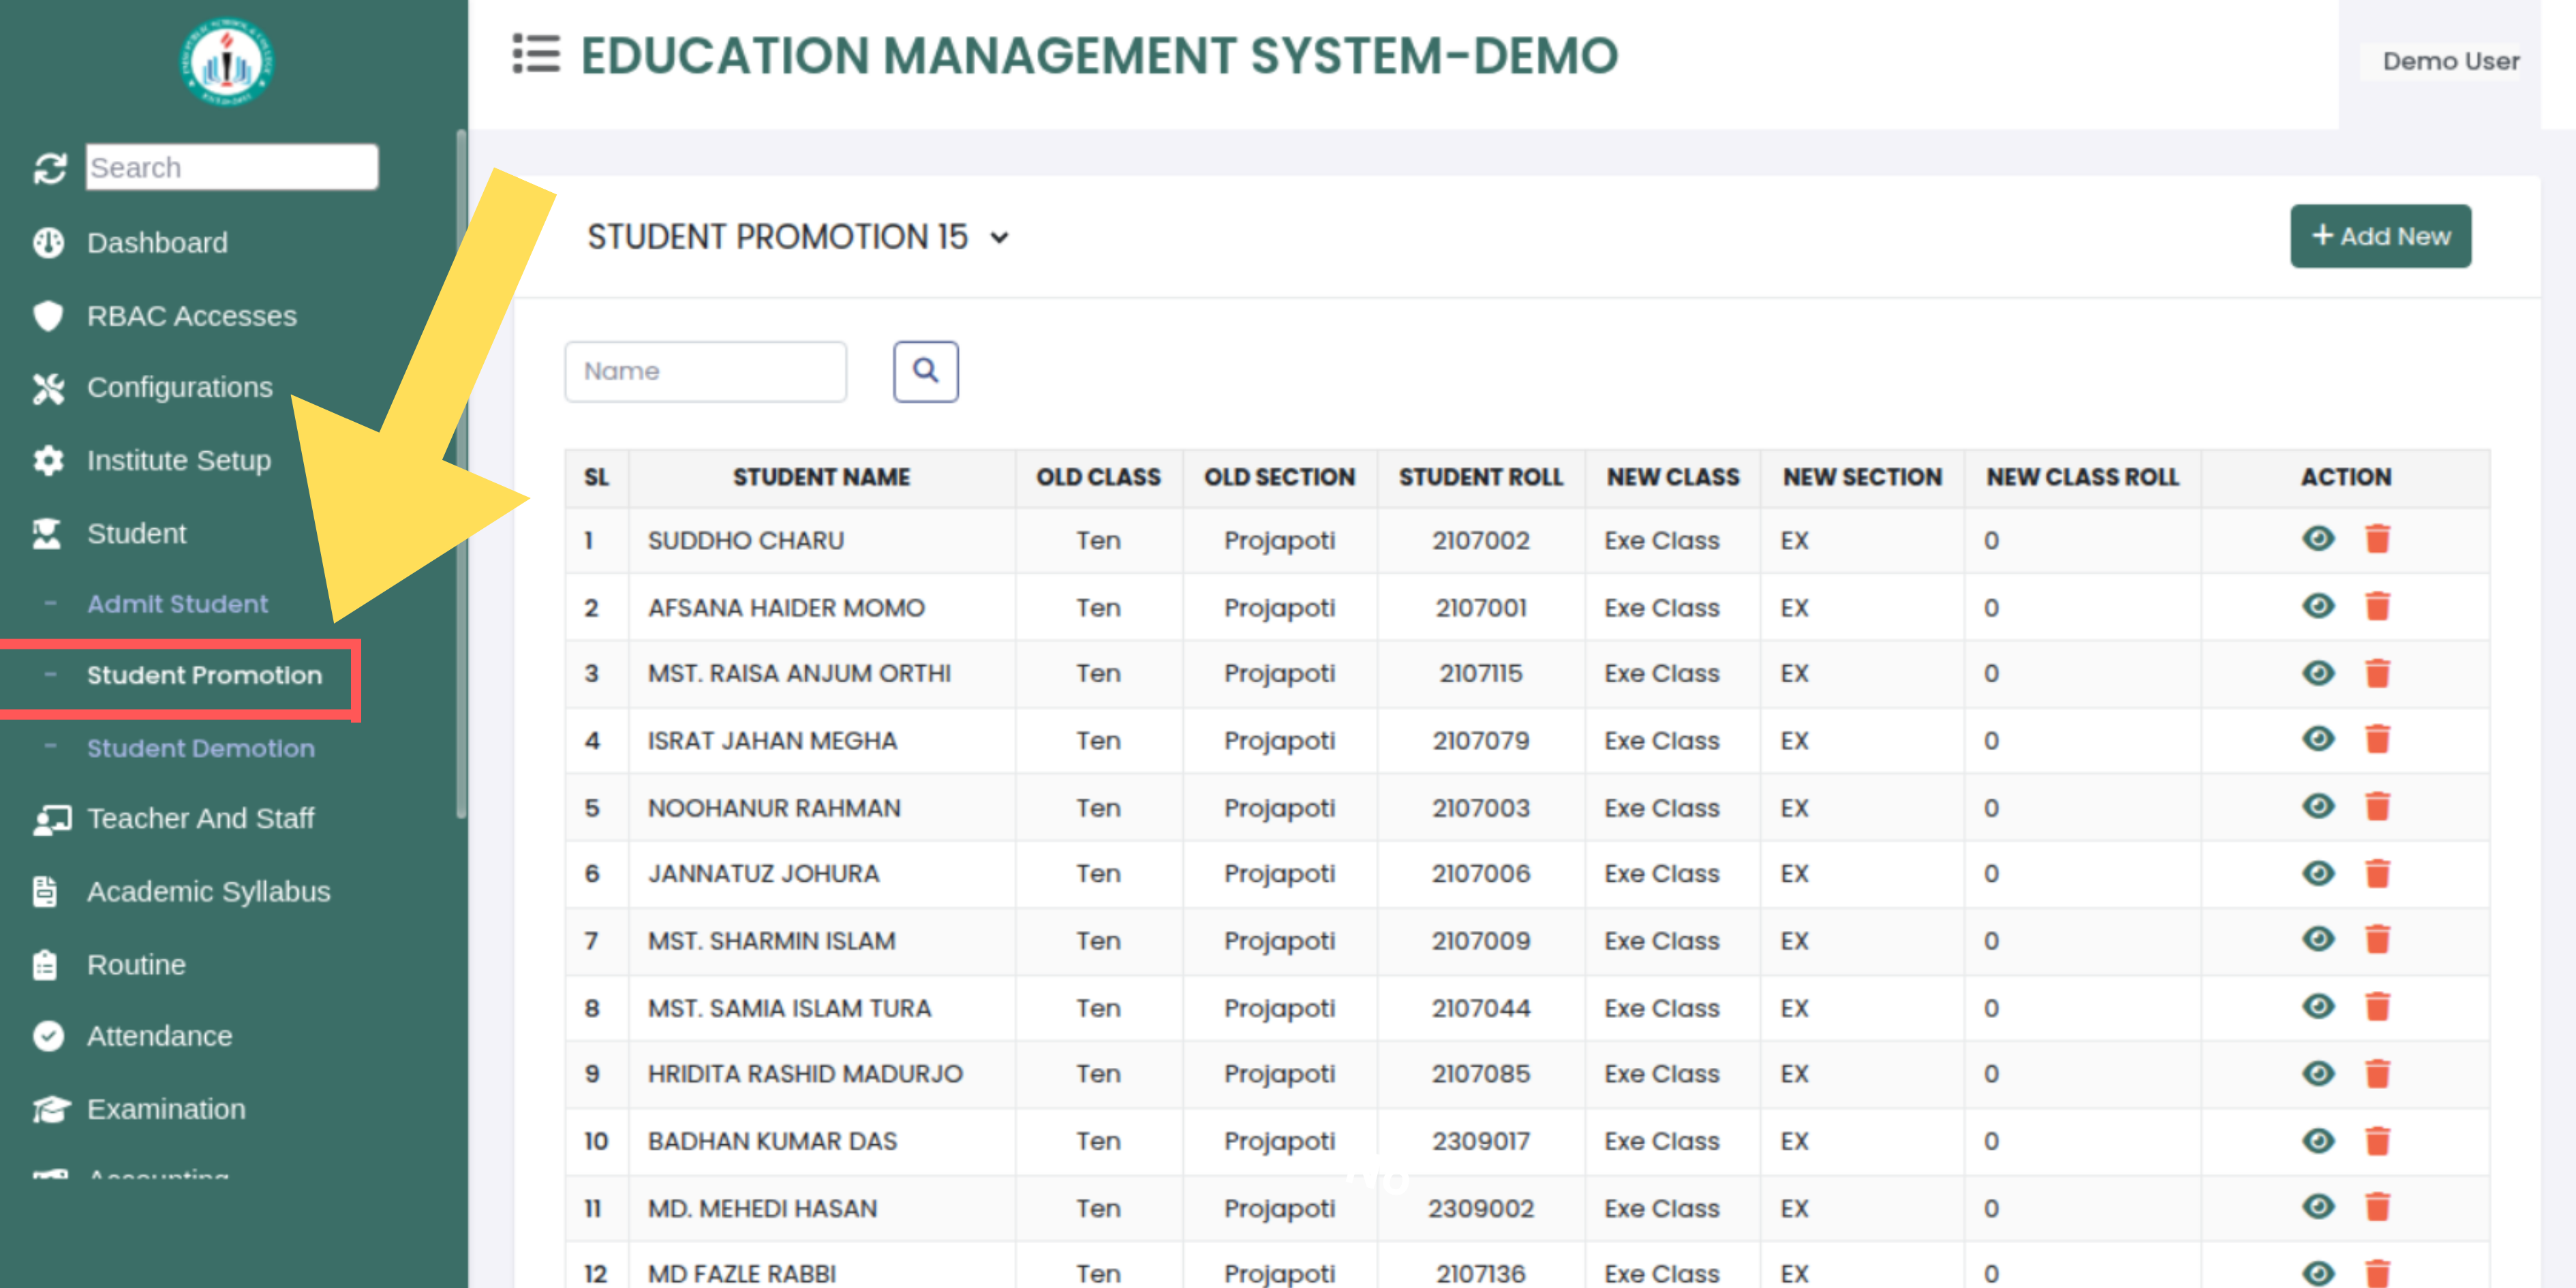 EDUCATION MANAGEMENT SYSTEM-DEMO
Demo User
Search
Dashboard
RBAC Accesses
Configurations
Institute Setup
Student
- Admit Student
- Student Promotion
- Student Demotion
Teacher And Staff
Academic Syllabus
Routine
Attendance
Examination
Accounting
STUDENT PROMOTION 15
+ Add New
Name
SL STUDENT NAME OLD CLASS OLD SECTION STUDENT ROLL NEW CLASS NEW SECTION NEW CLASS ROLL ACTION
1 SUDDHO CHARU Ten Projapoti 2107002 Exe Class EX 0
2 AFSANA HAIDER MOMO Ten Projapoti 2107001 Exe Class EX 0
3 MST. RAISA ANJUM ORTHI Ten Projapoti 2107115 Exe Class EX 0
4 ISRAT JAHAN MEGHA Ten Projapoti 2107079 Exe Class EX 0
5 NOOHANUR RAHMAN Ten Projapoti 2107003 Exe Class EX 0
6 JANNATUZ JOHURA Ten Projapoti 2107006 Exe Class EX 0
7 MST. SHARMIN ISLAM Ten Projapoti 2107009 Exe Class EX 0
8 MST. SAMIA ISLAM TURA Ten Projapoti 2107044 Exe Class EX 0
9 HRIDITA RASHID MADURJO Ten Projapoti 2107085 Exe Class EX 0
10 BADHAN KUMAR DAS Ten Projapoti 2309017 Exe Class EX 0
11 MD. MEHEDI HASAN Ten Projapoti 2309002 Exe Class EX 0
12 MD FAZLE RABBI Ten Projapoti 2107136 Exe Class EX 0